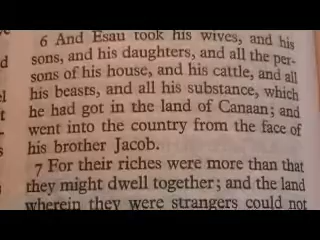 6 And Esau took his wives, and his
sons, and his daughters, and all the per-
sons of his house, and his cattle, and all
his beasts, and all his substance, which
he had got in the land of Canaan; and
went into the country from the face of
his brother Jacob.
7 For their riches were more than that
they might dwell together; and the land
wherein they were strangers could not